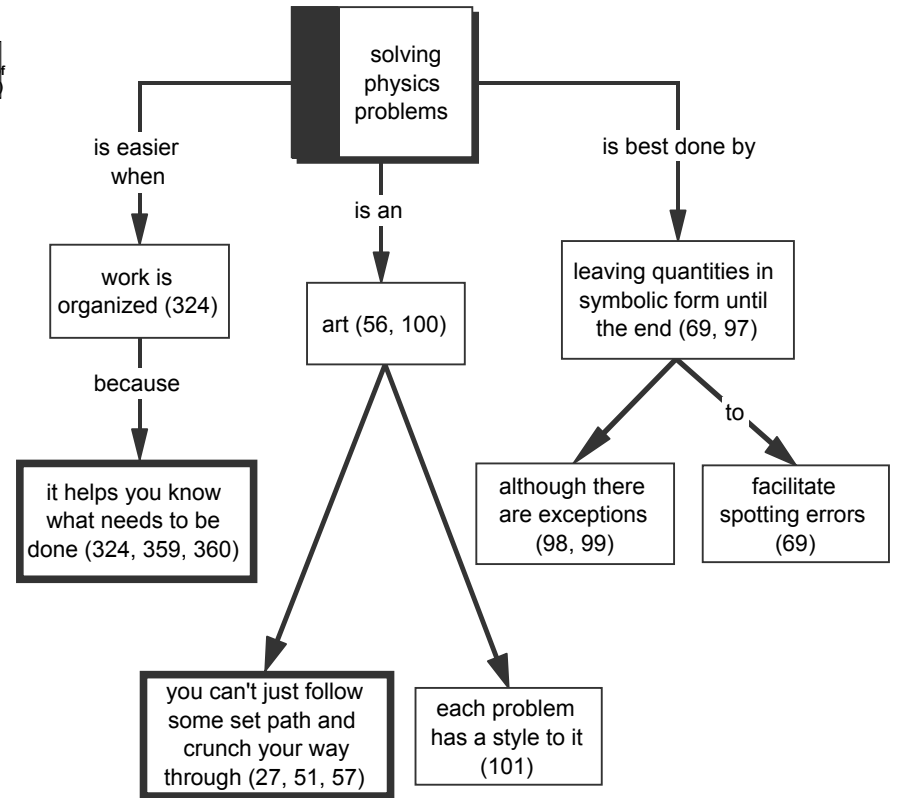 solving
physics
problems
is easier
when
is an
is best done by
work is
organized (324)
art (56, 100)
leaving quantities in
symbolic form until
the end (69, 97)
because
to
it helps you know
what needs to be
done (324, 359, 360)
although there
are exceptions
(98, 99)
facilitate
spotting errors
(69)
you can't just follow
some set path and
crunch your way
through (27, 51, 57)
each problem
has a style to it
(101)